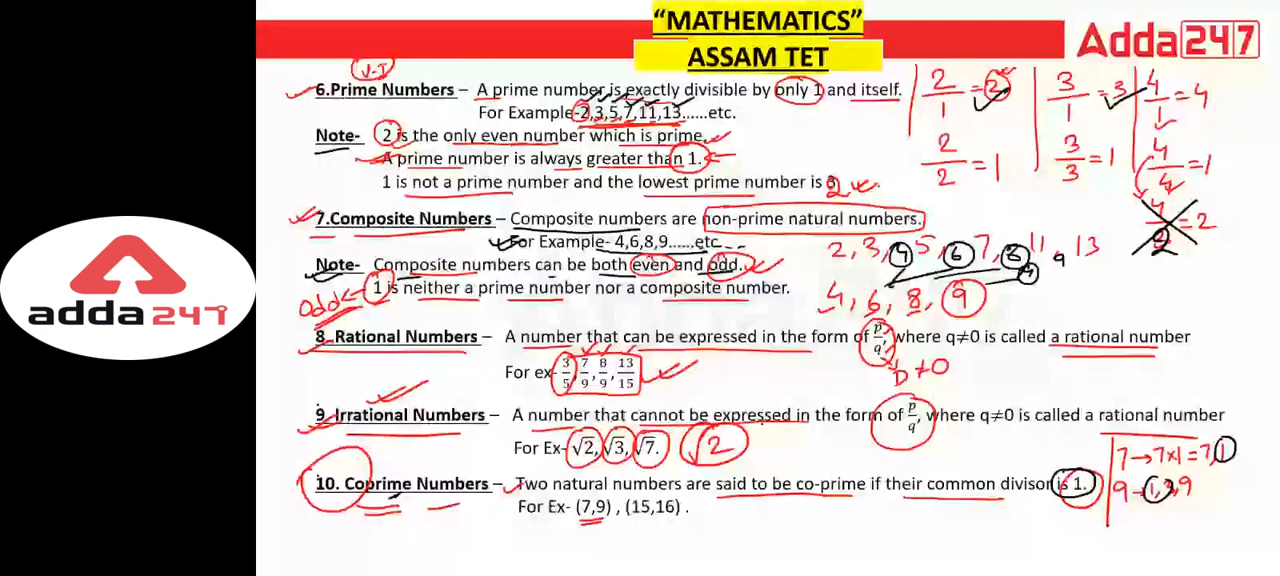 “MATHEMATICS”
ASSAM TET
Adda247
adda247
V-I
6.Prime Numbers – A prime number is exactly divisible by only 1 and itself.
For Example-2,3,5,7,11,13......etc.
Note- 2 is the only even number which is prime.
A prime number is always greater than 1.
1 is not a prime number and the lowest prime number is 3 2
7.Composite Numbers – Composite numbers are non-prime natural numbers.
For Example- 4,6,8,9......etc
Note- Composite numbers can be both even and odd.
odd
1 is neither a prime number nor a composite number.
8. Rational Numbers – A number that can be expressed in the form of p/q, where q≠0 is called a rational number
For ex- 3/5, 7/9, 8/9, 13/15
D≠0
9. Irrational Numbers – A number that cannot be expressed in the form of p/q, where q≠0 is called a rational number
For Ex- √2, √3, √7. √2
10. Coprime Numbers – Two natural numbers are said to be co-prime if their common divisor is 1.
For Ex- (7,9) , (15,16) .
2/1 = 2
2/2 = 1
3/1 = 3
3/3 = 1
4/1 = 4
4/4 = 1
4/2 = 2
2, 3, 4 5, 6 7, 8 11, 13
9
4, 6, 8, 9
7→7×1=7,1
9→1,3,9